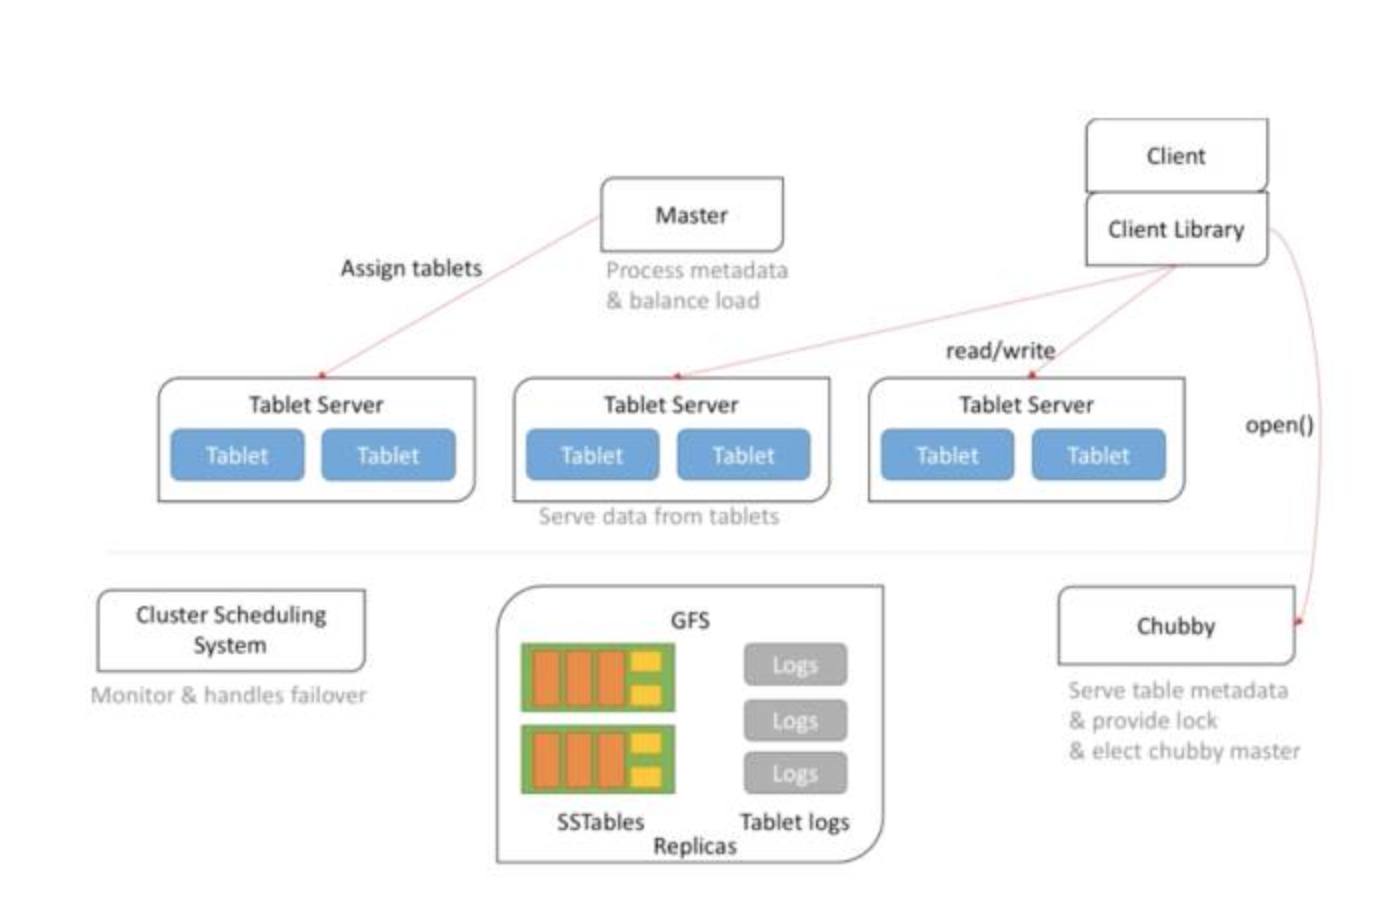 Client
Client Library
Master
Process metadata
& balance load
Assign tablets
read/write
open()
Tablet Server
Tablet
Tablet
Tablet Server
Tablet
Tablet
Tablet Server
Tablet
Tablet
Serve data from tablets
Cluster Scheduling
System
Monitor & handles failover
GFS
Logs
Logs
Logs
SSTables
Tablet logs
Replicas
Chubby
Serve table metadata
& provide lock
& elect chubby master